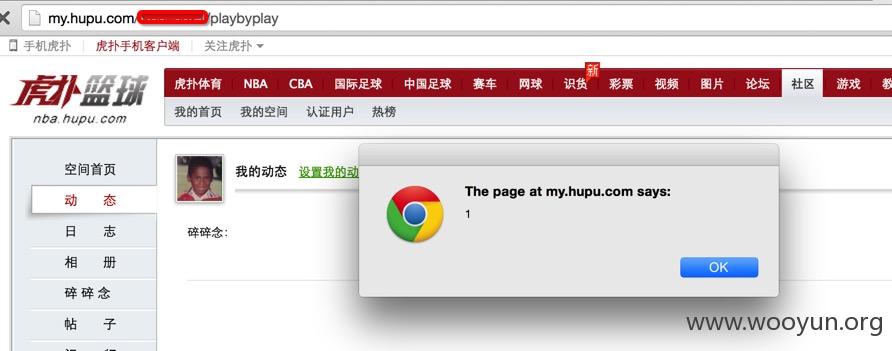 my.hupu.com/ /playbyplay
手机虎扑 虎扑手机客户端 关注虎扑
虎扑篮球
nba.hupu.com
虎扑体育 NBA CBA 国际足球 中国足球 赛车 网球 识货 新 彩票 视频 图片 论坛 社区 游戏
我的首页 我的空间 认证用户 热榜
空间首页
动 态
日 志
相 册
碎 碎 念
帖 子
我的动态 设置我的动
碎碎念:
The page at my.hupu.com says:
1
OK
www.wooyun.org